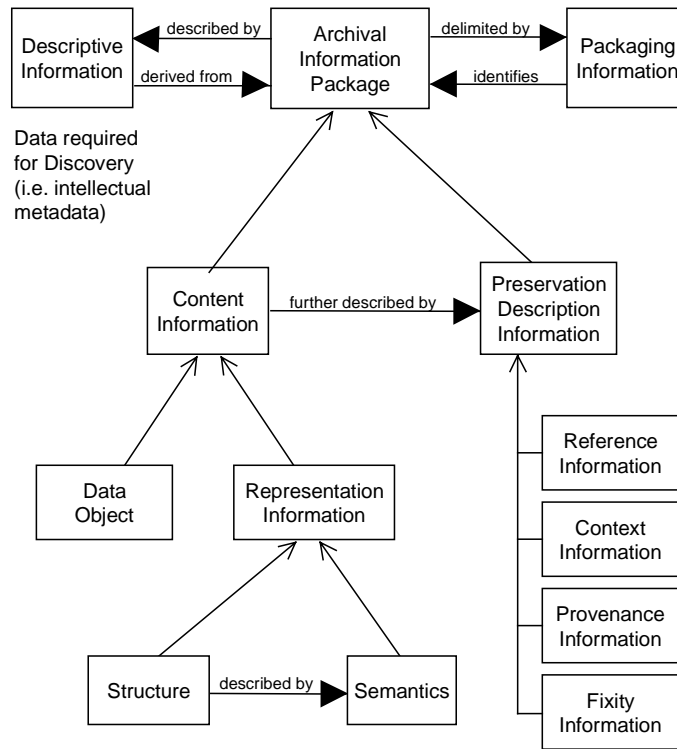 Descriptive
Information
described by
derived from
Archival
Information
Package
delimited by
identifies
Packaging
Information
Data required
for Discovery
(i.e. intellectual
metadata)
Content
Information
further described by
Preservation
Description
Information
Data
Object
Representation
Information
Reference
Information
Context
Information
Provenance
Information
Fixity
Information
Structure
described by
Semantics